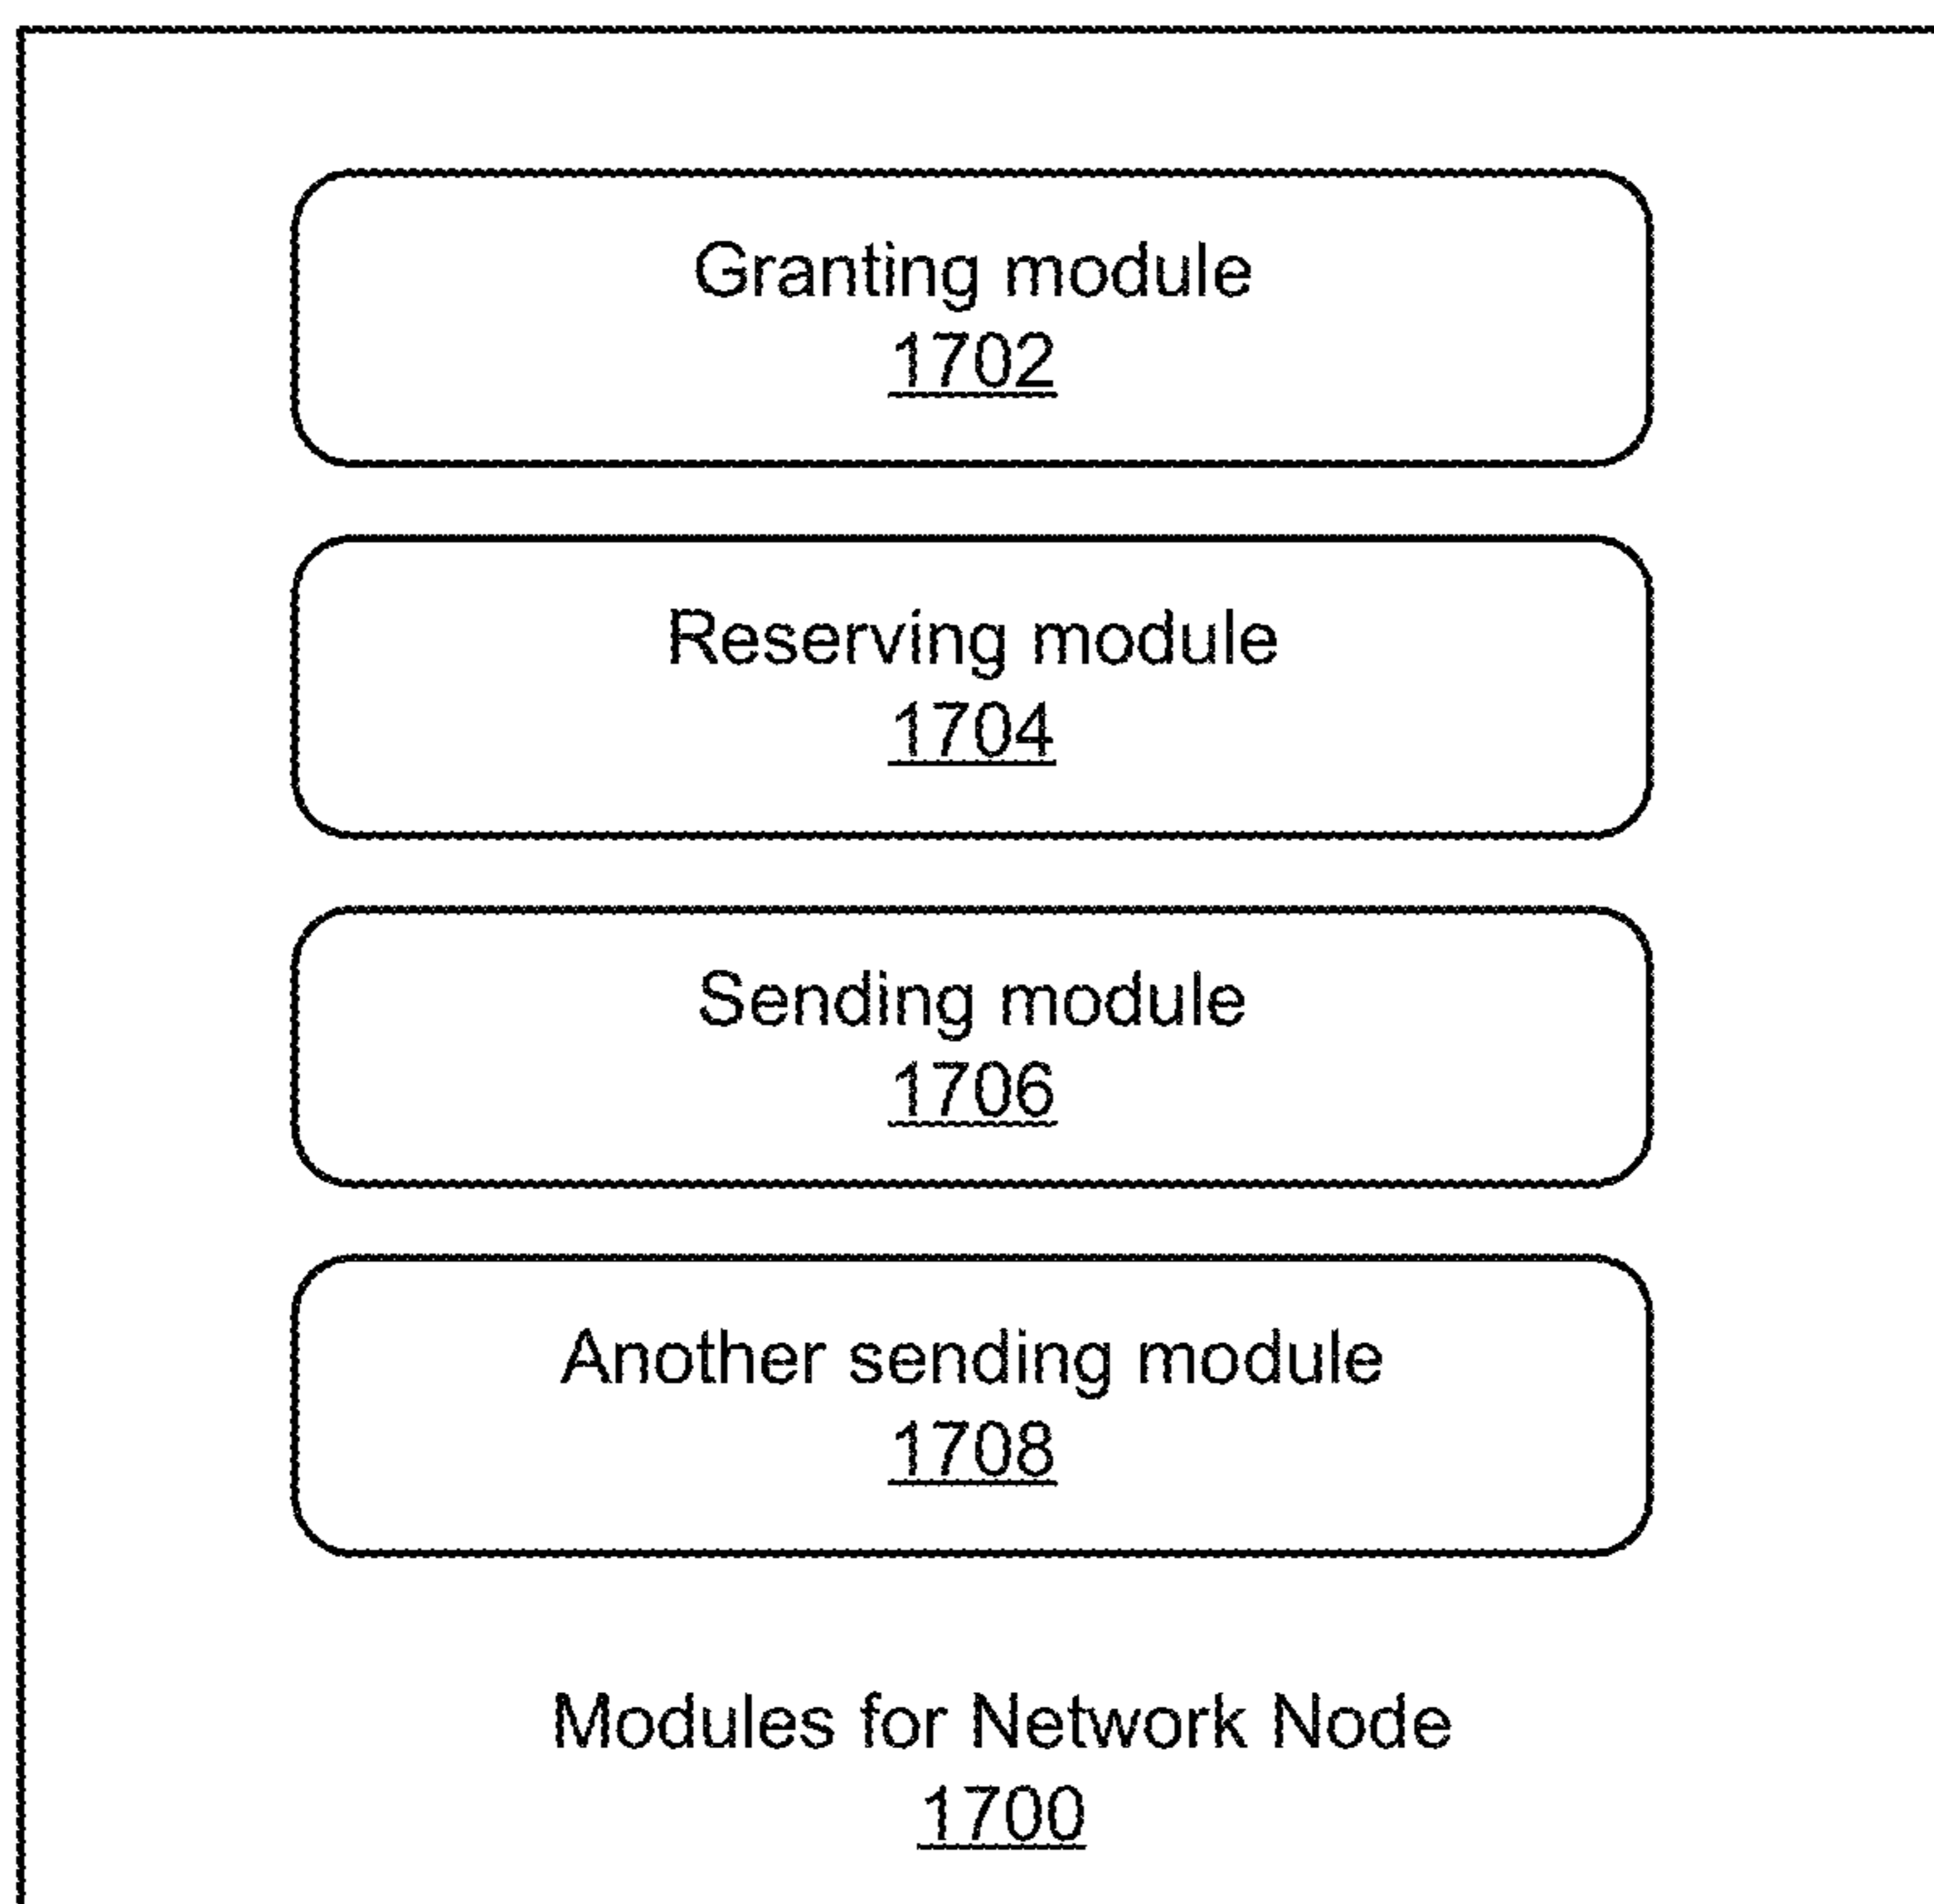 Granting module
1702
Reserving module
1704
Sending module
1706
Another sending module
1708
Modules for Network Node
1700